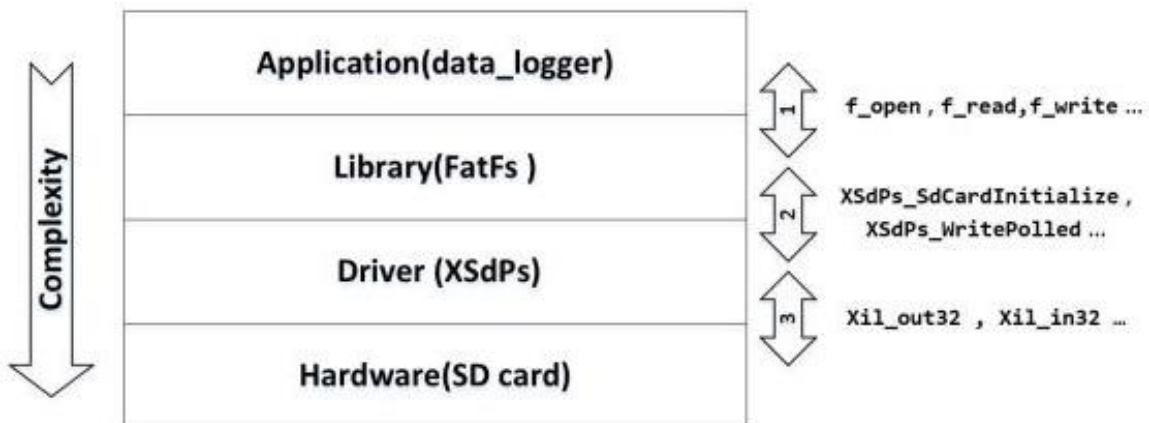 Complexity
Application(data_logger)
Library(FatFs )
Driver (XSdPs)
Hardware(SD card)
1
f_open , f_read,f_write ...
2
XSdPs_SdCardInitialize ,
XSdPs_WritePolled ...
3
Xil_out32 , Xil_in32 ...